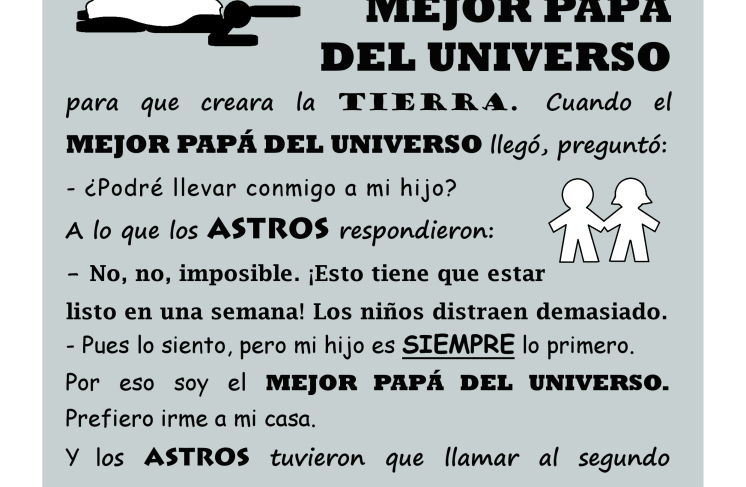 MEJOR PAPÁ
DEL UNIVERSO
para que creara la TIERRA. Cuando el
MEJOR PAPÁ DEL UNIVERSO llegó, preguntó:
- ¿Podré llevar conmigo a mi hijo?
A lo que los ASTROS respondieron:
– No, no, imposible. ¡Esto tiene que estar
listo en una semana! Los niños distraen demasiado.
- Pues lo siento, pero mi hijo es SIEMPRE lo primero.
Por eso soy el MEJOR PAPÁ DEL UNIVERSO.
Prefiero irme a mi casa.
Y los ASTROS tuvieron que llamar al segundo